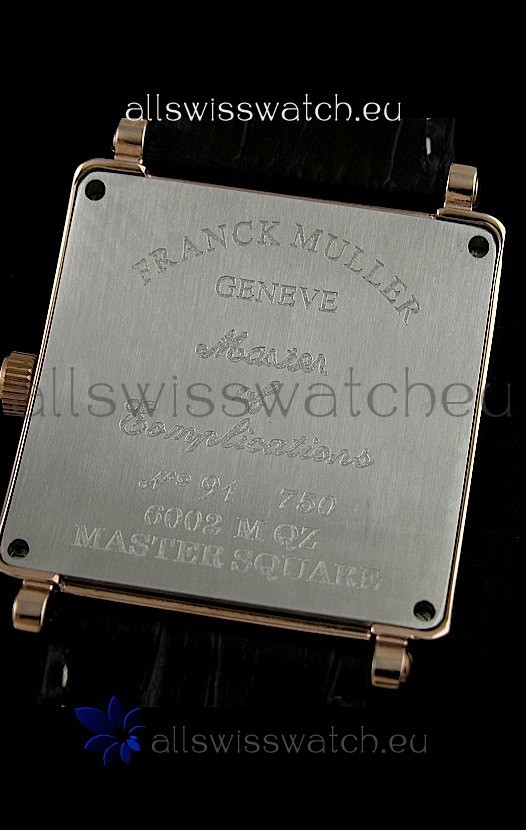 allswisswatch.eu
FRANCK MULLER
GENEVE
Master
of
allswisswatcheu
Complications
Nº 91 750
6002 M QZ
MASTER SQUARE
allswisswatch.eu